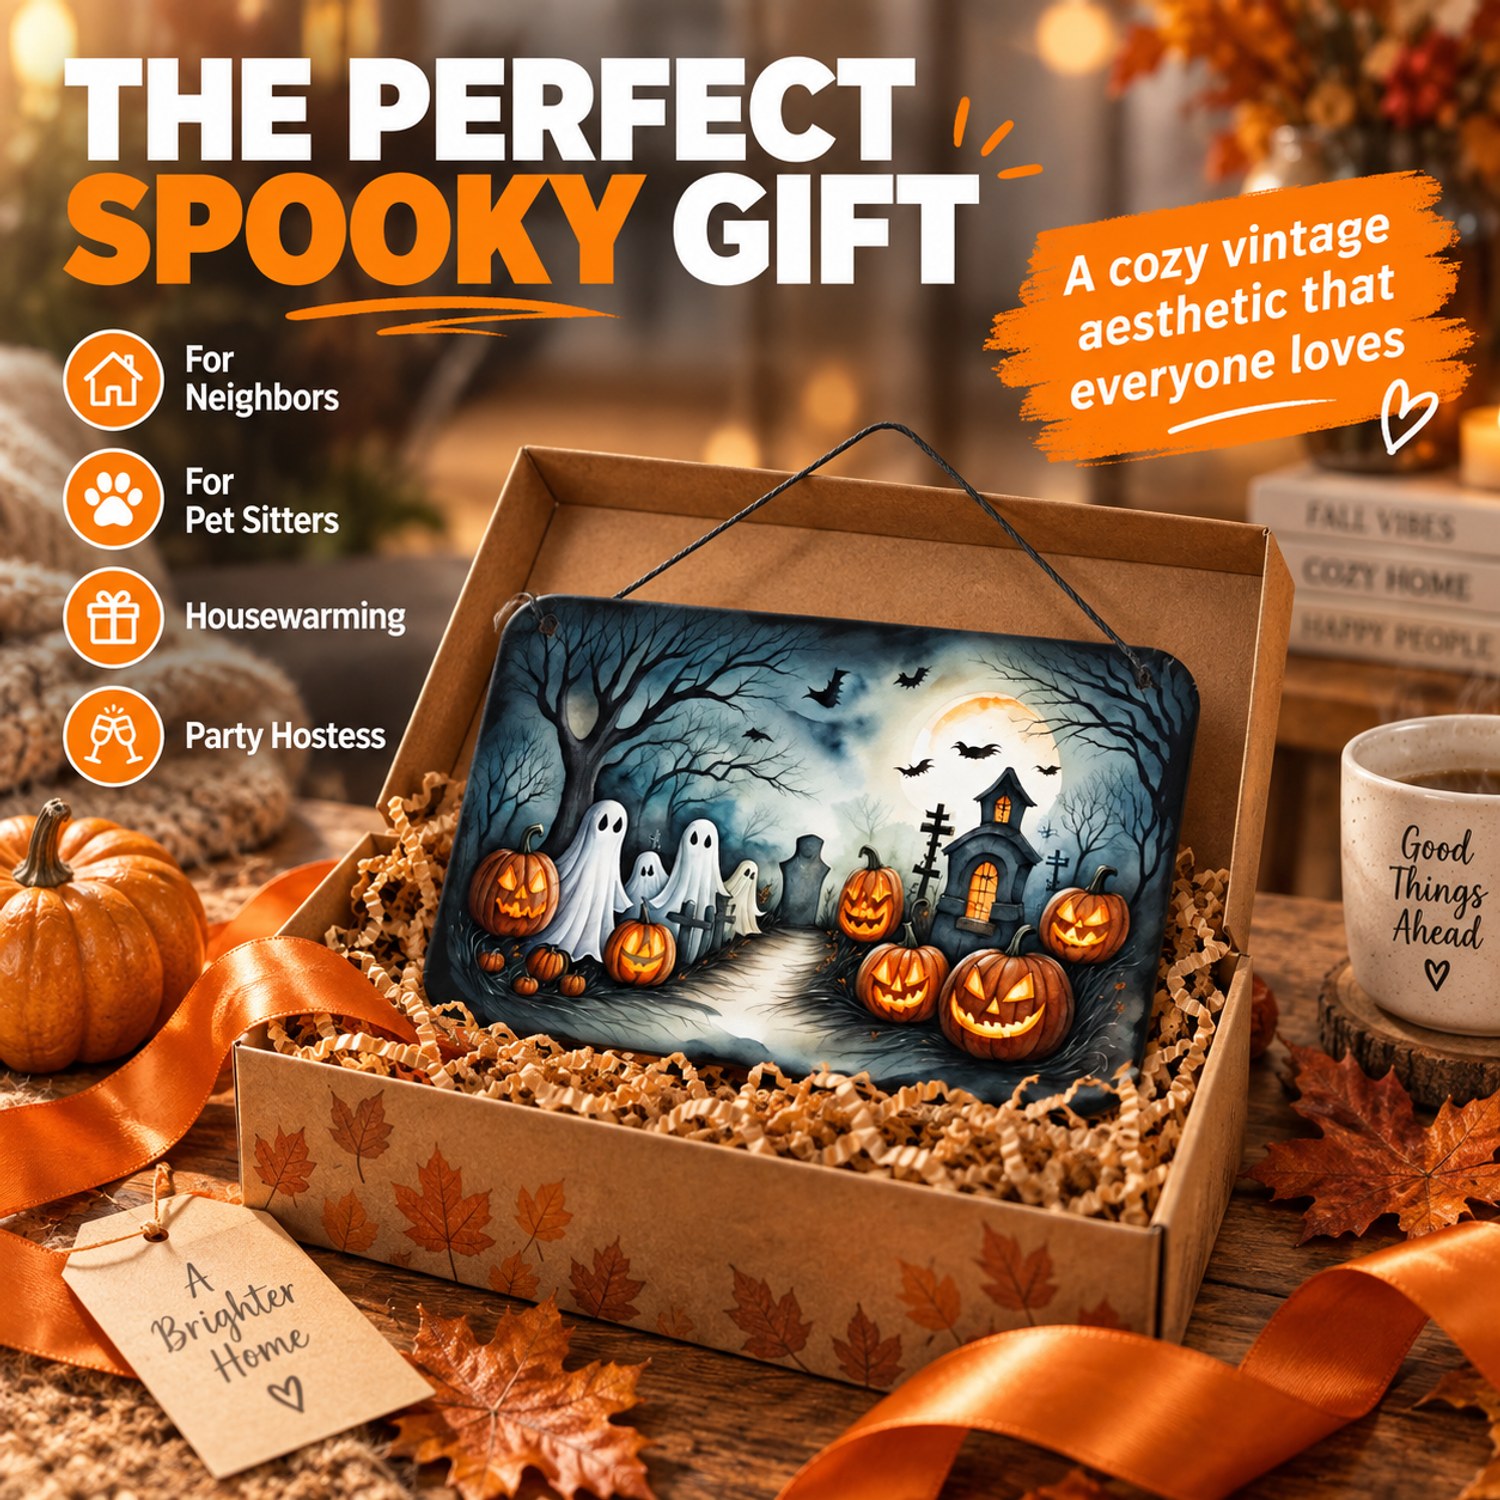 THE PERFECT
SPOOKY GIFT
A cozy vintage
aesthetic that
everyone loves
For
Neighbors
For
Pet Sitters
Housewarming
Party Hostess
FALL VIBES
COZY HOME
HAPPY PEOPLE
Good
Things
Ahead
A
Brighter
Home